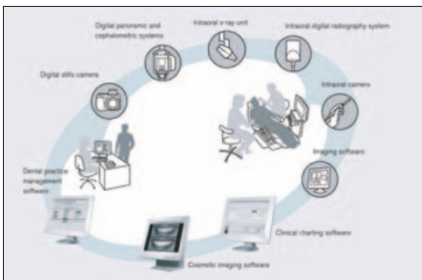 Digital panoramic and
cephalometric systems
Intraoral x-ray unit
Intraoral digital radiography system
Digital stills camera
Intraoral camera
Imaging software
Dental practice
management
software
Clinical charting software
Cosmetic imaging software